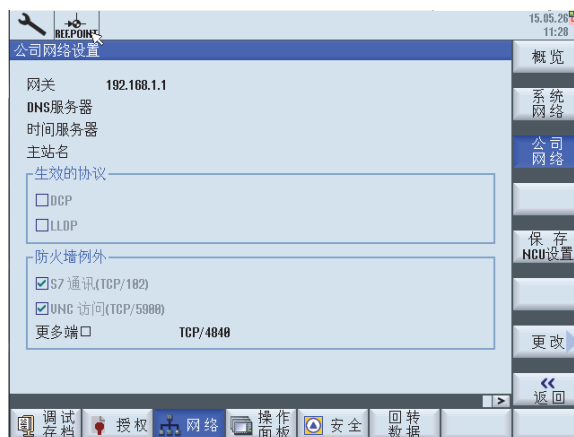 REF.POINT
15.05.26
11:28
公司网络设置
网关 192.168.1.1
DNS服务器
时间服务器
主站名
生效的协议
DCP
LLDP
防火墙例外
S7 通讯(TCP/102)
VNC 访问(TCP/5900)
更多端口 TCP/4840
概览
系统
网络
公司
网络
保存
NCU设置
更改
返回
调试
存档
授权
网络
操作
面板
安全
回转
数据